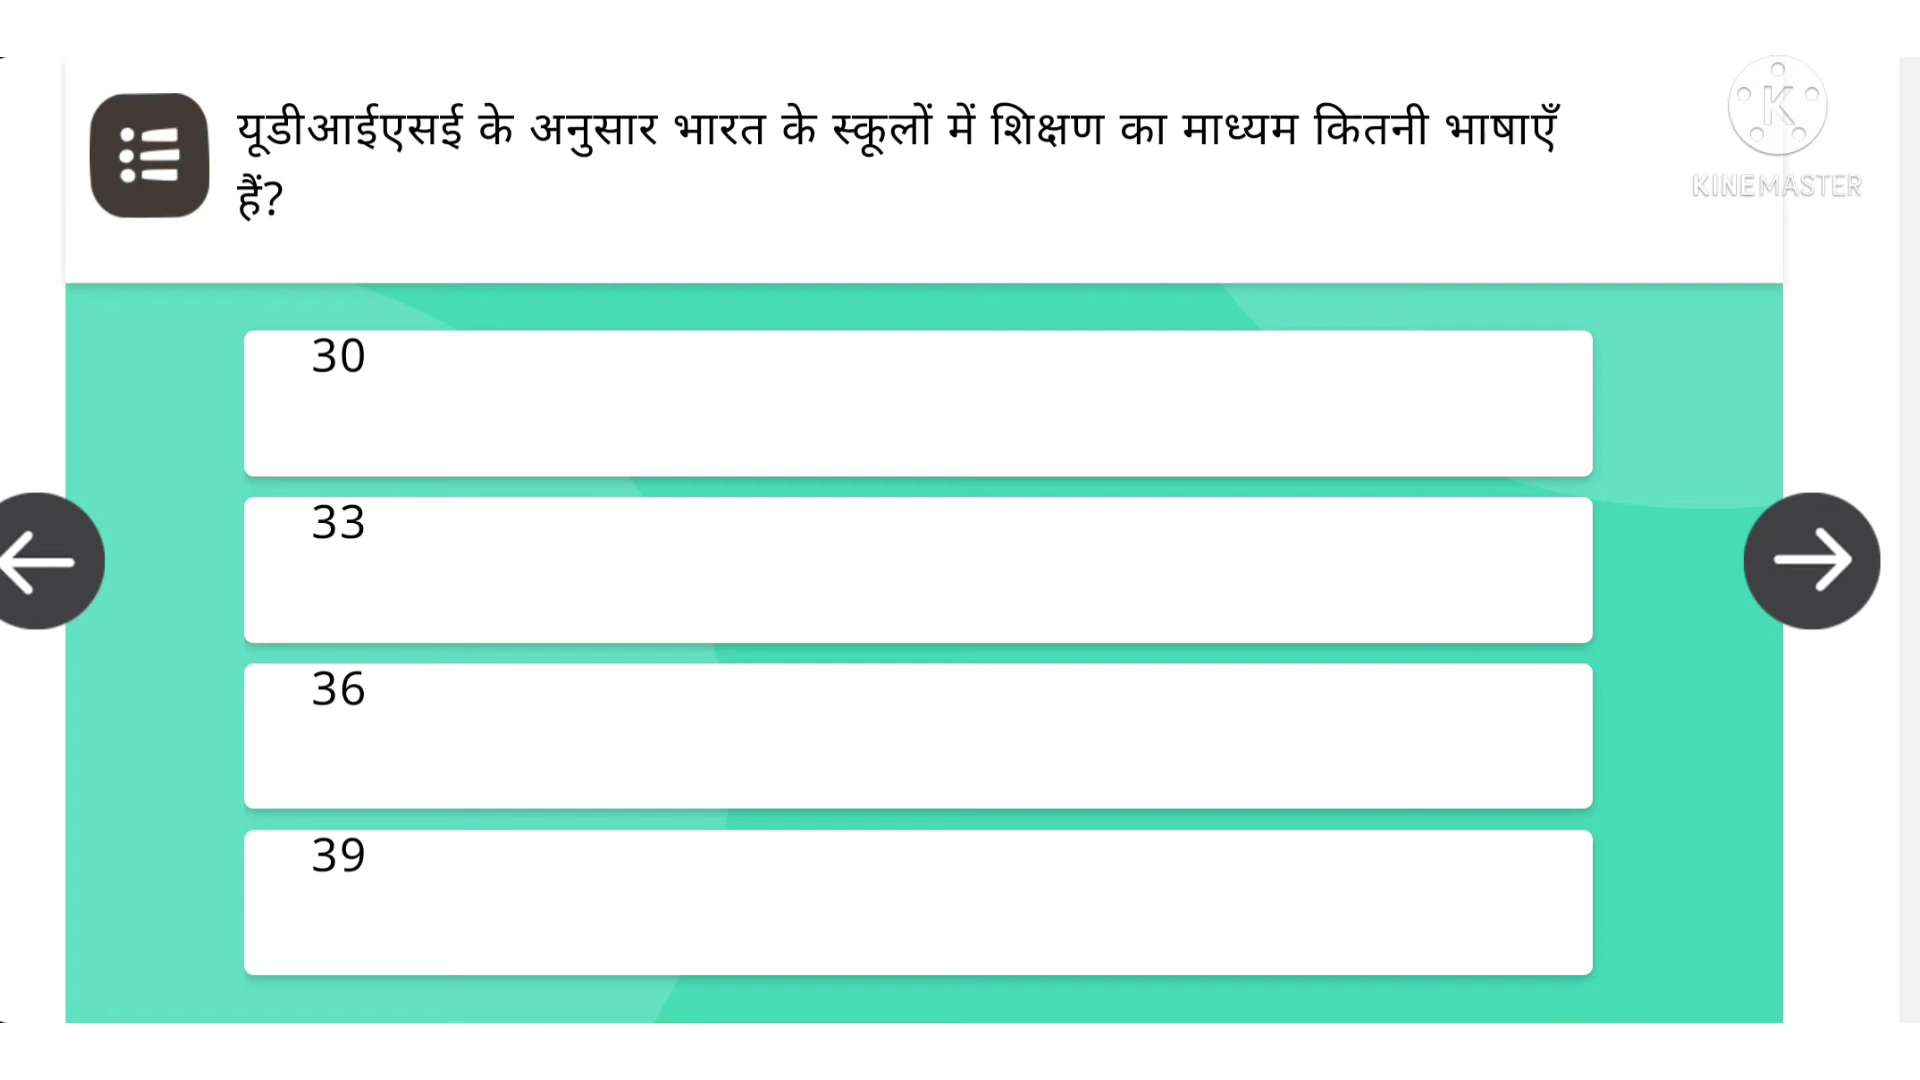 यूडीआईएसई के अनुसार भारत के स्कूलों में शिक्षण का माध्यम कितनी भाषाएँ
हैं?
K
KINEMASTER
30
33
36
39